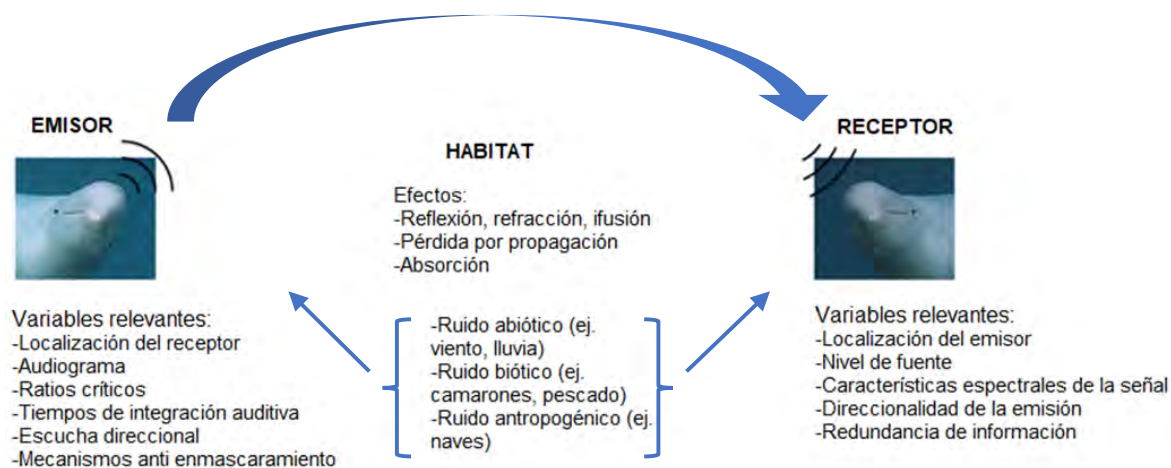 EMISOR
Variables relevantes:
-Localización del receptor
-Audiograma
-Ratios críticos
-Tiempos de integración auditiva
-Escucha direccional
-Mecanismos anti enmascaramiento
HABITAT
Efectos:
-Reflexión, refracción, ifusión
-Pérdida por propagación
-Absorción
-Ruido abiótico (ej.
viento, lluvia)
-Ruido biótico (ej.
camarones, pescado)
-Ruido antropogénico (ej.
naves)
RECEPTOR
Variables relevantes:
-Localización del emisor
-Nivel de fuente
-Características espectrales de la señal
-Direccionalidad de la emisión
-Redundancia de información